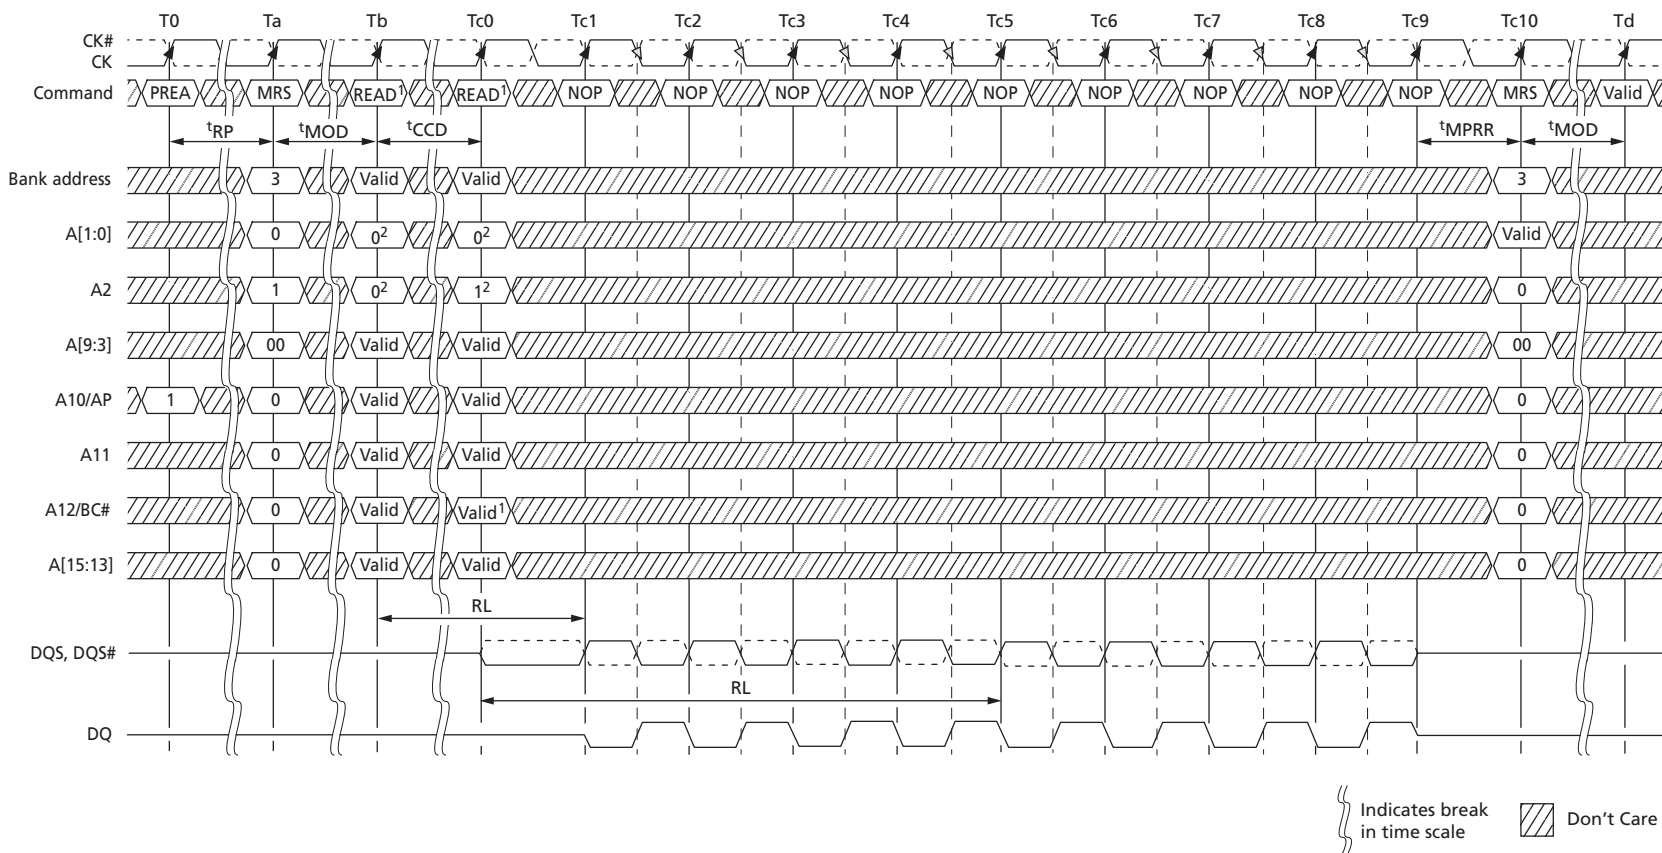 T0 Ta Tb Tc0 Tc1 Tc2 Tc3 Tc4 Tc5 Tc6 Tc7 Tc8 Tc9 Tc10 Td
CK#
CK
Command PREA MRS READ1 READ1 NOP NOP NOP NOP NOP NOP NOP NOP NOP MRS Valid
tRP tMOD tCCD tMPRR tMOD
Bank address 3 Valid Valid 3
A[1:0] 0 02 02 Valid
A2 1 02 12 0
A[9:3] 00 Valid Valid 00
A10/AP 1 0 Valid Valid 0
A11 0 Valid Valid 0
A12/BC# 0 Valid Valid1 0
A[15:13] 0 Valid Valid 0
RL
DQS, DQS#
RL
DQ
Indicates break
in time scale
Don't Care